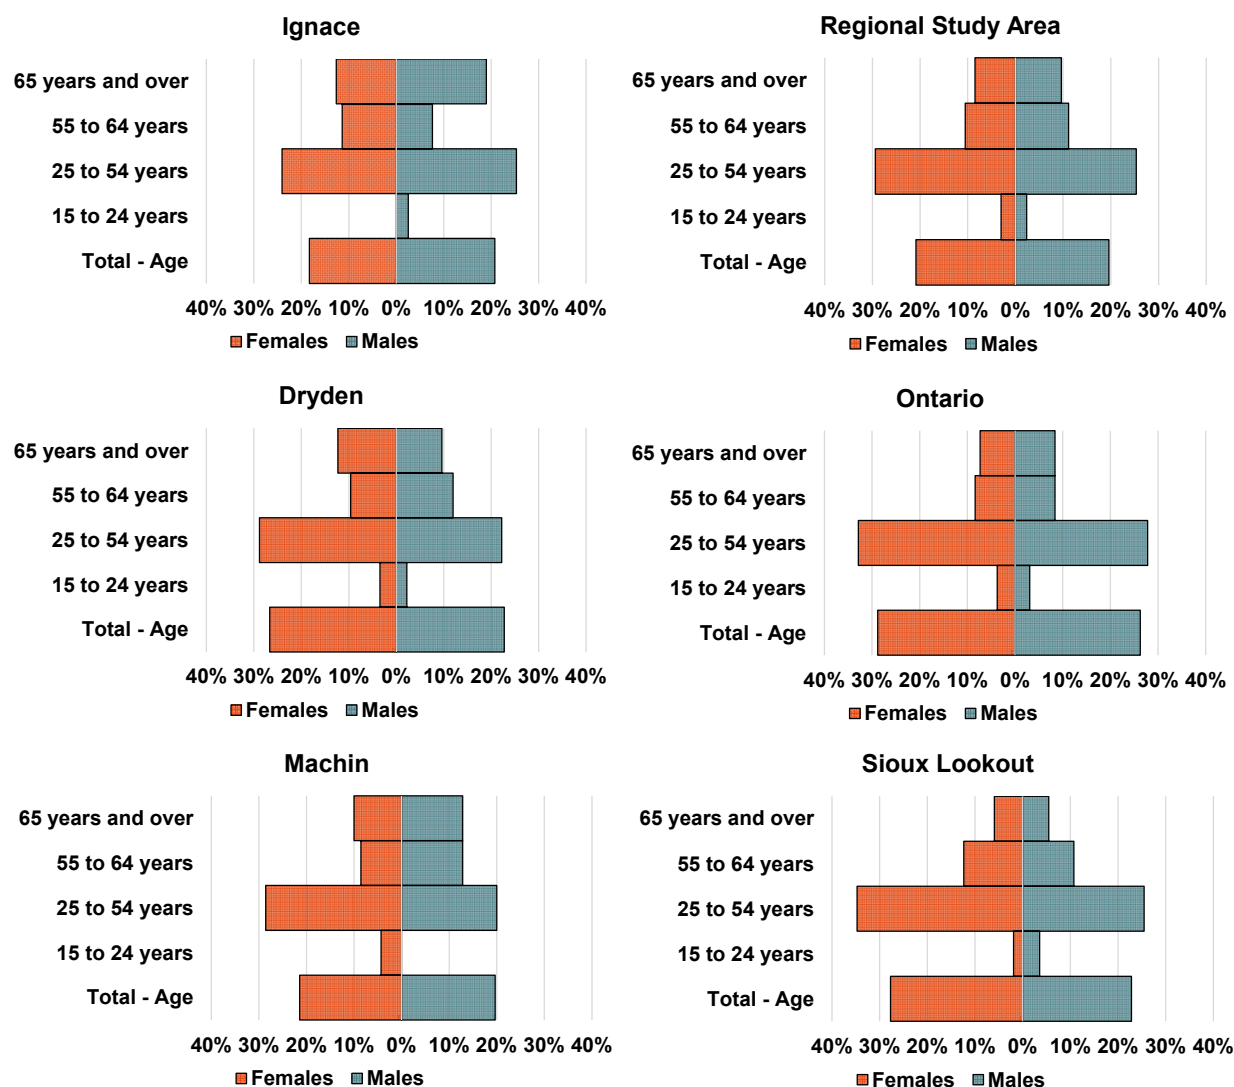 Ignace
65 years and over
55 to 64 years
25 to 54 years
15 to 24 years
Total - Age
40% 30% 20% 10% 0% 10% 20% 30% 40%
Females Males
Regional Study Area
65 years and over
55 to 64 years
25 to 54 years
15 to 24 years
Total - Age
40% 30% 20% 10% 0% 10% 20% 30% 40%
Females Males
Dryden
65 years and over
55 to 64 years
25 to 54 years
15 to 24 years
Total - Age
40% 30% 20% 10% 0% 10% 20% 30% 40%
Females Males
Ontario
65 years and over
55 to 64 years
25 to 54 years
15 to 24 years
Total - Age
40% 30% 20% 10% 0% 10% 20% 30% 40%
Females Males
Machin
65 years and over
55 to 64 years
25 to 54 years
15 to 24 years
Total - Age
40% 30% 20% 10% 0% 10% 20% 30% 40%
Females Males
Sioux Lookout
65 years and over
55 to 64 years
25 to 54 years
15 to 24 years
Total - Age
40% 30% 20% 10% 0% 10% 20% 30% 40%
Females Males